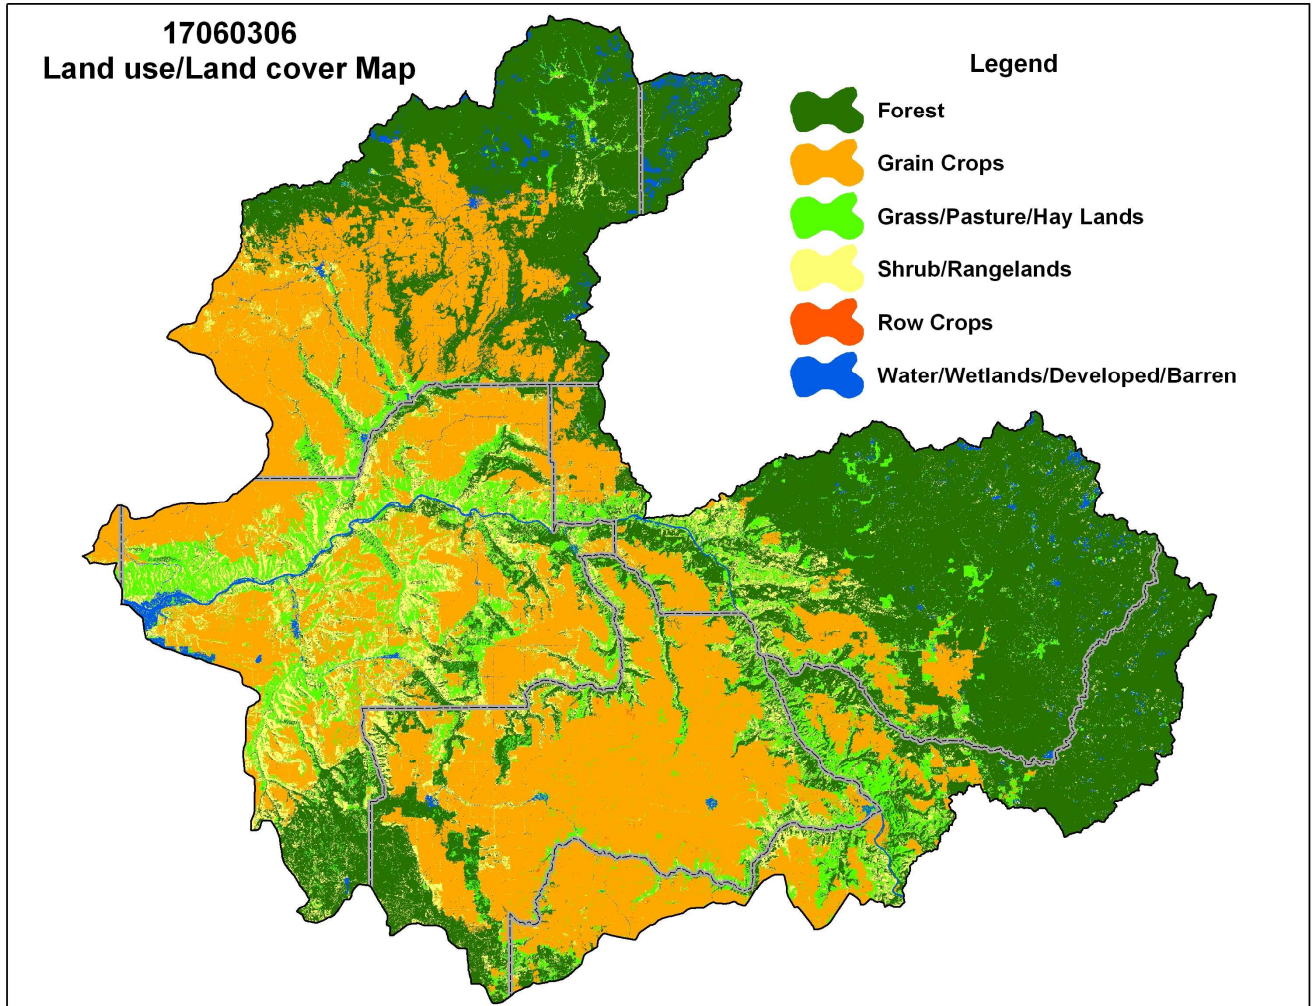 17060306
Land use/Land cover Map
Legend
Forest
Grain Crops
Grass/Pasture/Hay Lands
Shrub/Rangelands
Row Crops
Water/Wetlands/Developed/Barren